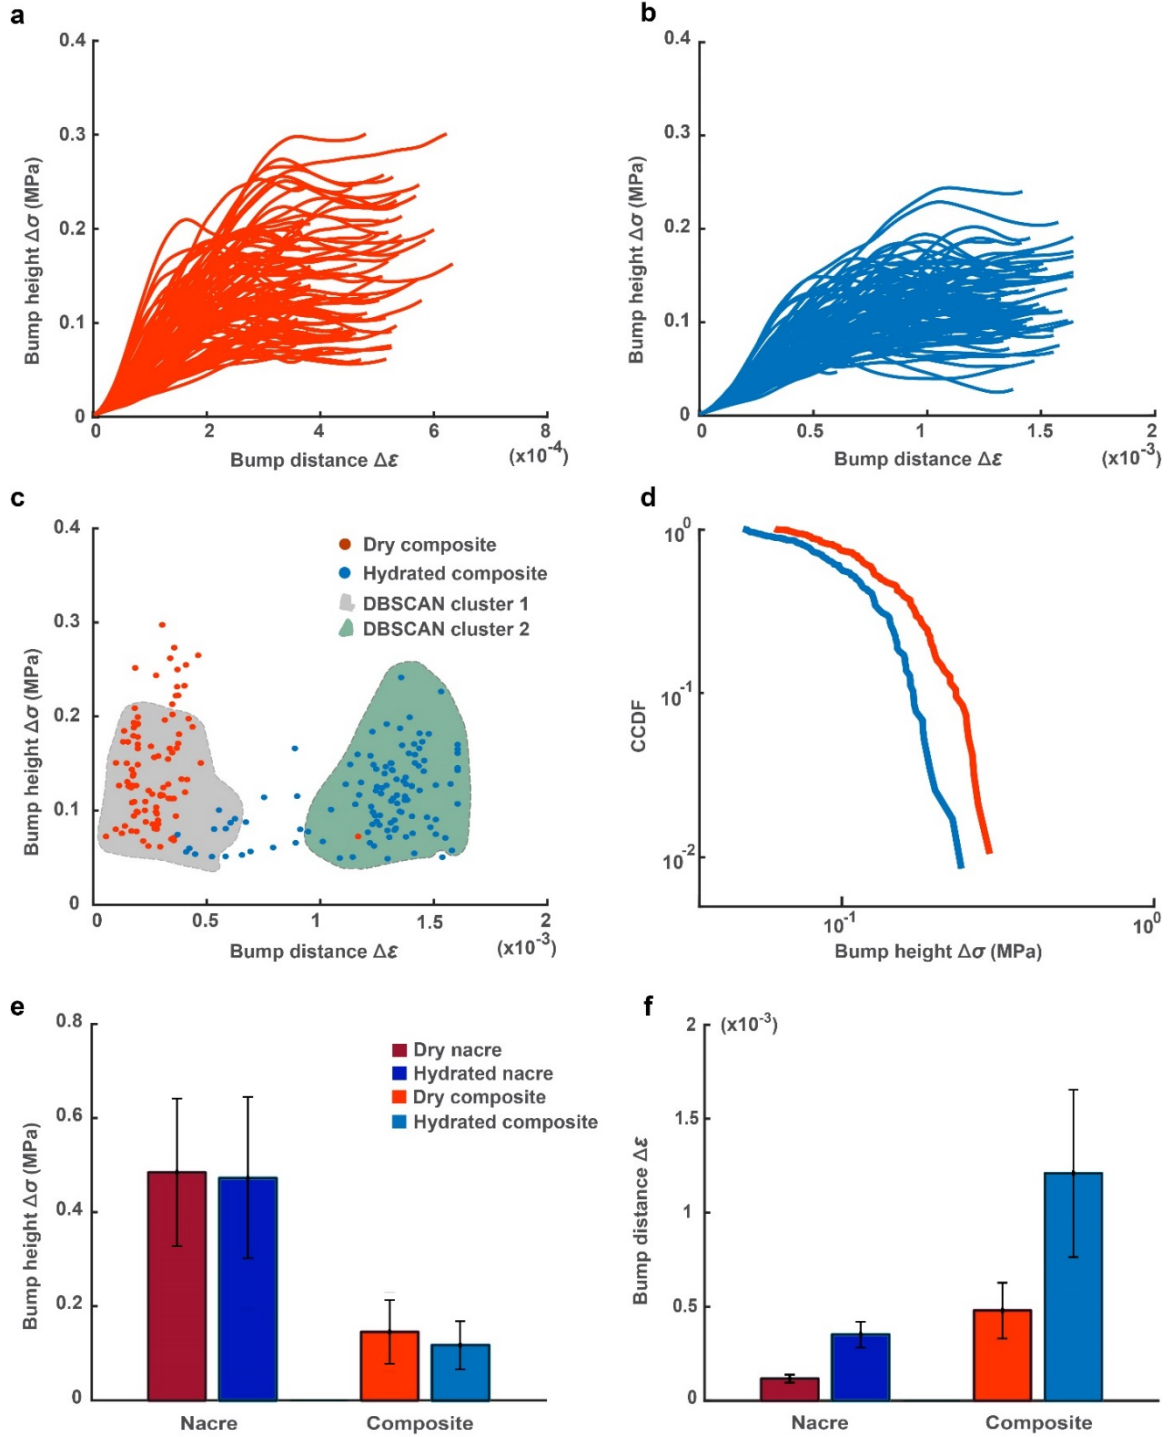 a
0.4
0.3
0.2
0.1
0
Bump height Δσ (MPa)
0 2 4 6 8
Bump distance Δε
(x10-4)
b
0.4
0.3
0.2
0.1
0
Bump height Δσ (MPa)
0 0.5 1 1.5 2
Bump distance Δε
(x10-3)
c
0.4
0.3
0.2
0.1
0
Bump height Δσ (MPa)
Dry composite
Hydrated composite
DBSCAN cluster 1
DBSCAN cluster 2
0 0.5 1 1.5 2
Bump distance Δε
(x10-3)
d
10^0
10^-1
10^-2
CCDF
10^-1 10^0
Bump height Δσ (MPa)
e
0.8
0.6
0.4
0.2
0
Bump height Δσ (MPa)
Dry nacre
Hydrated nacre
Dry composite
Hydrated composite
Nacre Composite
f
2 (x10-3)
1.5
1
0.5
0
Bump distance Δε
Nacre Composite